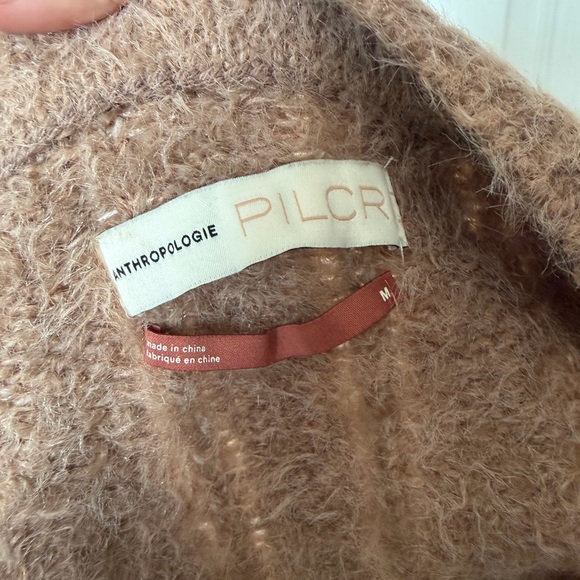 ANTHROPOLOGIE PILCR
M
made in china
fabriqué en chine